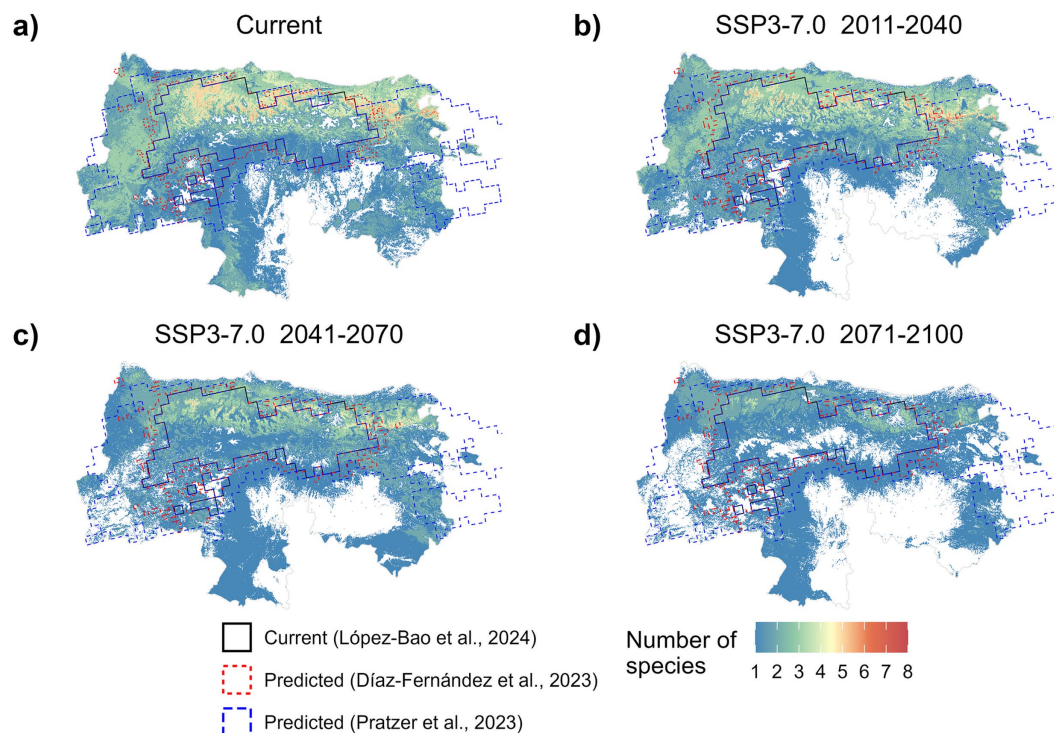 a) Current
b) SSP3-7.0 2011-2040
c) SSP3-7.0 2041-2070
d) SSP3-7.0 2071-2100
Current (López-Bao et al., 2024)
Predicted (Díaz-Fernández et al., 2023)
Predicted (Pratzer et al., 2023)
Number of
species
1 2 3 4 5 6 7 8